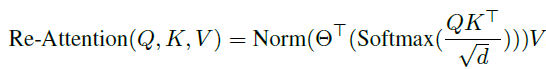 Re-Attention(Q, K, V) = Norm(Θ⊤(Softmax(QK⊤/√d)))V